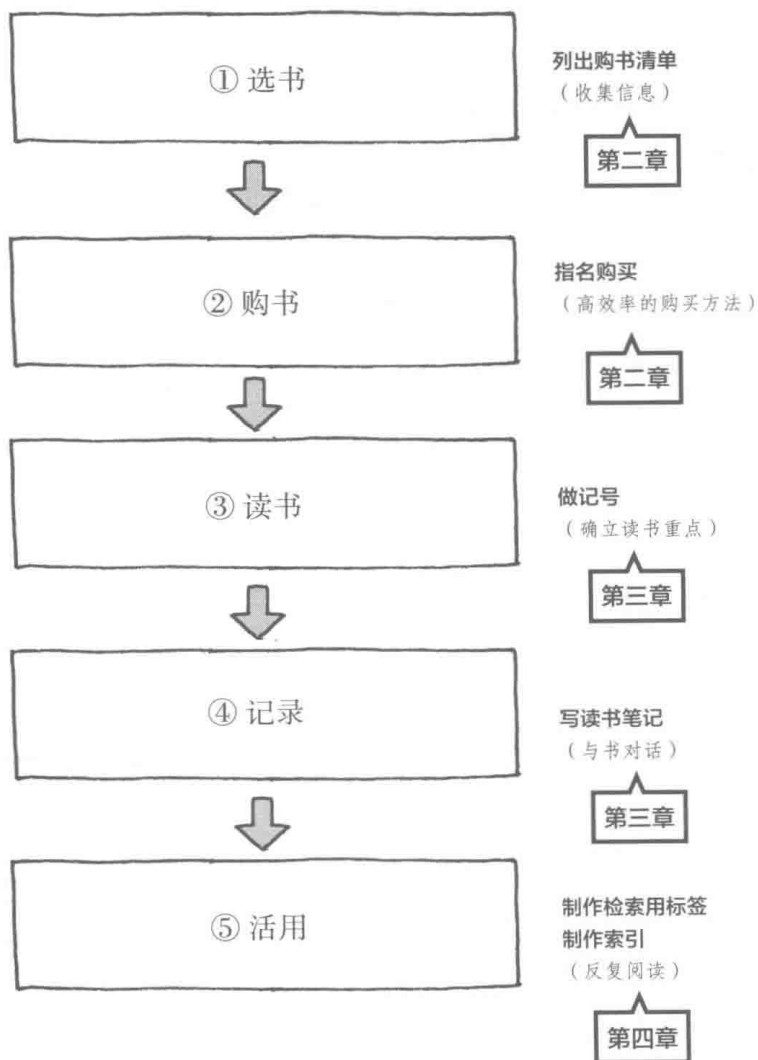 ① 选书
列出购书清单
（收集信息）
第二章
② 购书
指名购买
（高效率的购买方法）
第二章
③ 读书
做记号
（确立读书重点）
第三章
④ 记录
写读书笔记
（与书对话）
第三章
⑤ 活用
制作检索用标签
制作索引
（反复阅读）
第四章